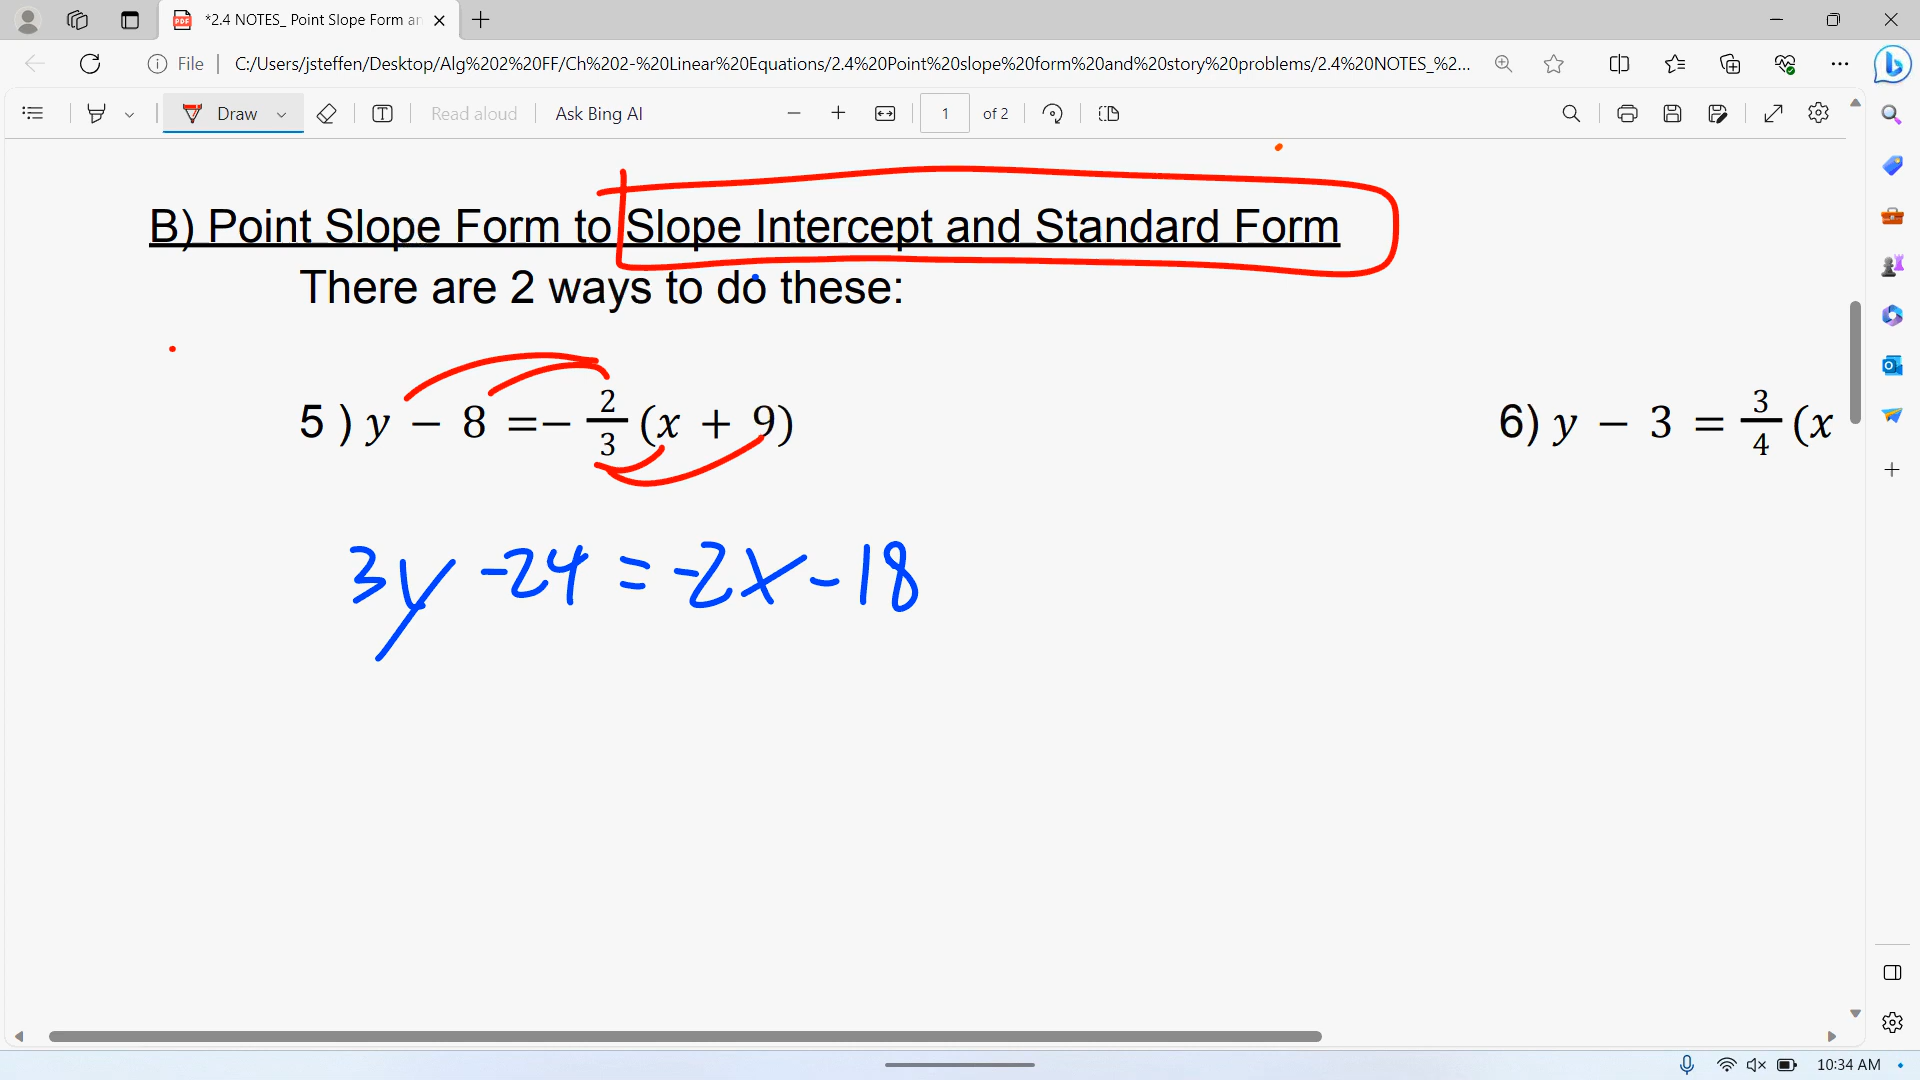 *2.4 NOTES_ Point Slope Form ar
File C:/Users/jsteffen/Desktop/Alg%202%20FF/Ch%202-%20Linear%20Equations/2.4%20Point%20slope%20form%20and%20story%20problems/2.4%20NOTES_%2...
Draw Read aloud Ask Bing AI 1 of 2
B) Point Slope Form to Slope Intercept and Standard Form
There are 2 ways to do these:
5 ) y − 8 =− 2/3 (x + 9)
6) y − 3 = 3/4 (x
3y -24 = -2x - 18
10:34 AM